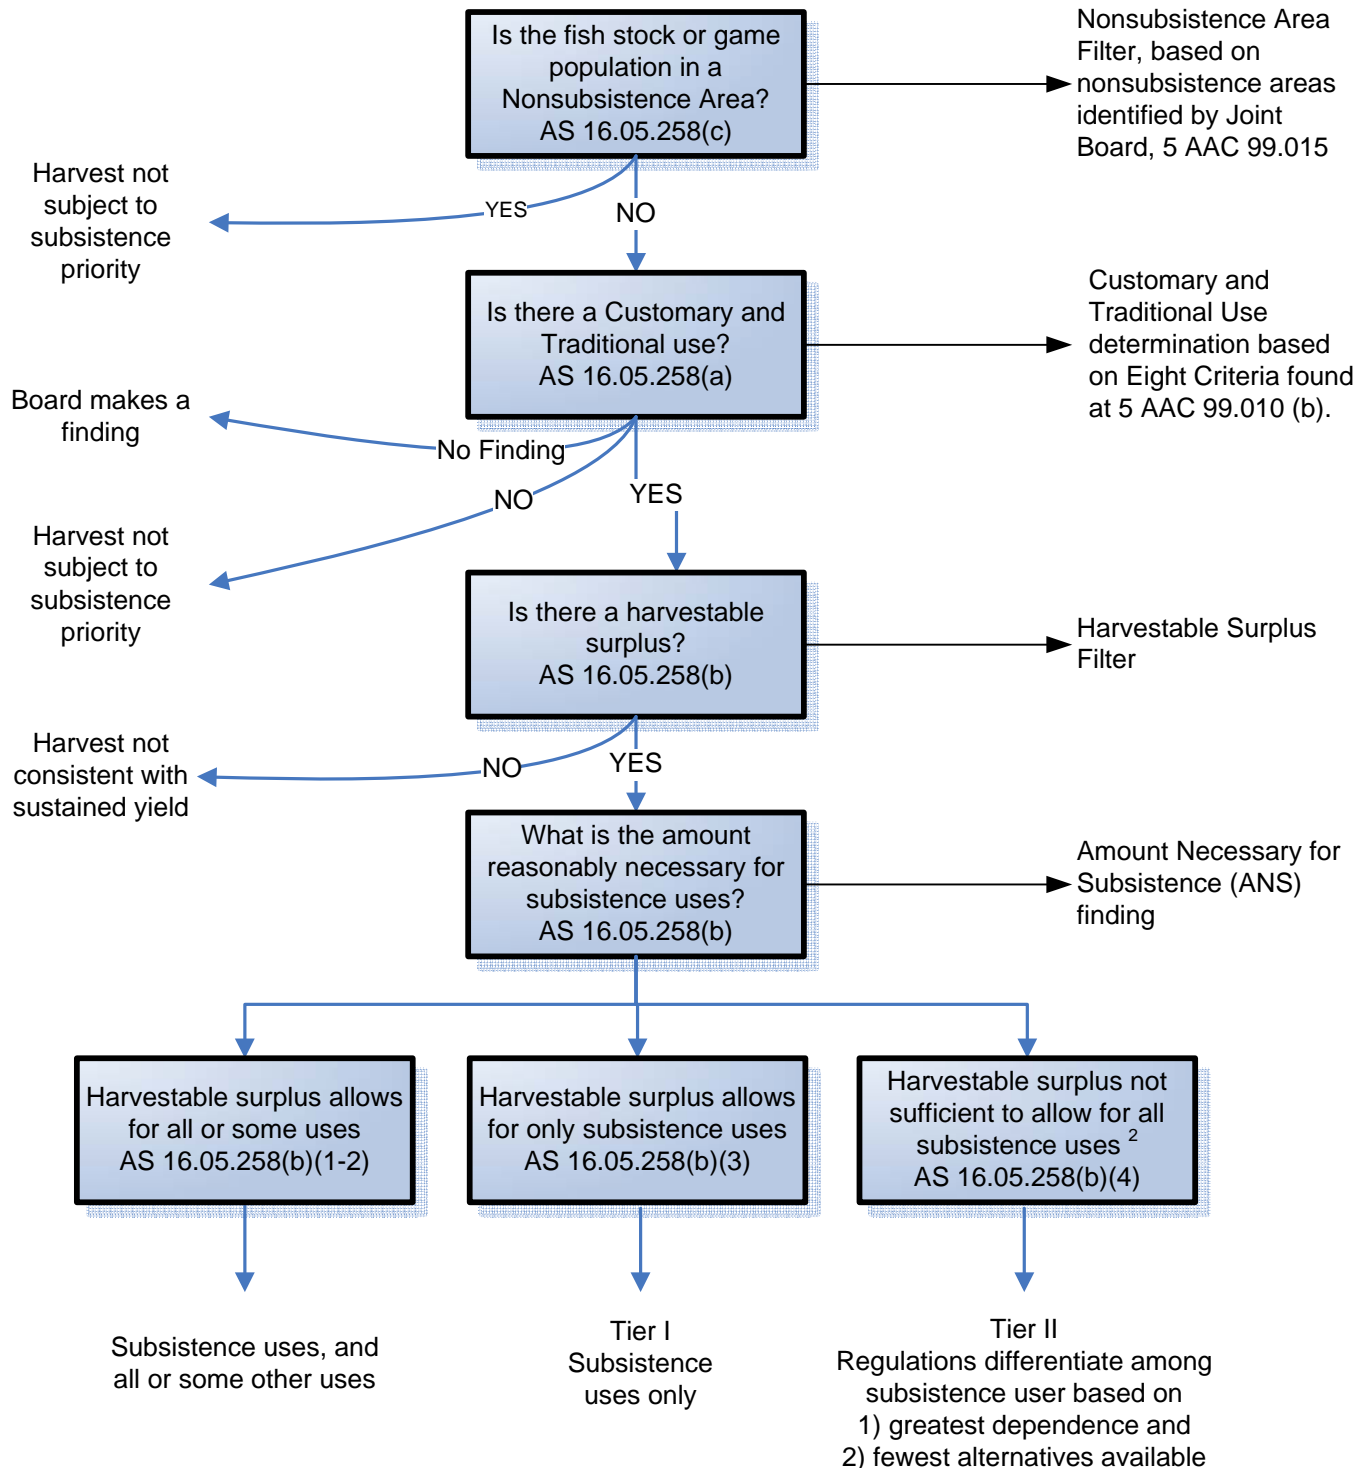 Is the fish stock or game
population in a
Nonsubsistence Area?
AS 16.05.258(c)
Nonsubsistence Area
Filter, based on
nonsubsistence areas
identified by Joint
Board, 5 AAC 99.015
Harvest not
subject to
subsistence
priority
YES
NO
Is there a Customary and
Traditional use?
AS 16.05.258(a)
Customary and
Traditional Use
determination based
on Eight Criteria found
at 5 AAC 99.010 (b).
Board makes a
finding
No Finding
NO
YES
Harvest not
subject to
subsistence
priority
Is there a harvestable
surplus?
AS 16.05.258(b)
Harvestable Surplus
Filter
Harvest not
consistent with
sustained yield
NO
YES
What is the amount
reasonably necessary for
subsistence uses?
AS 16.05.258(b)
Amount Necessary for
Subsistence (ANS)
finding
Harvestable surplus allows
for all or some uses
AS 16.05.258(b)(1-2)
Harvestable surplus allows
for only subsistence uses
AS 16.05.258(b)(3)
Harvestable surplus not
sufficient to allow for all
subsistence uses 2
AS 16.05.258(b)(4)
Subsistence uses, and
all or some other uses
Tier I
Subsistence
uses only
Tier II
Regulations differentiate among
subsistence user based on
1) greatest dependence and
2) fewest alternatives available